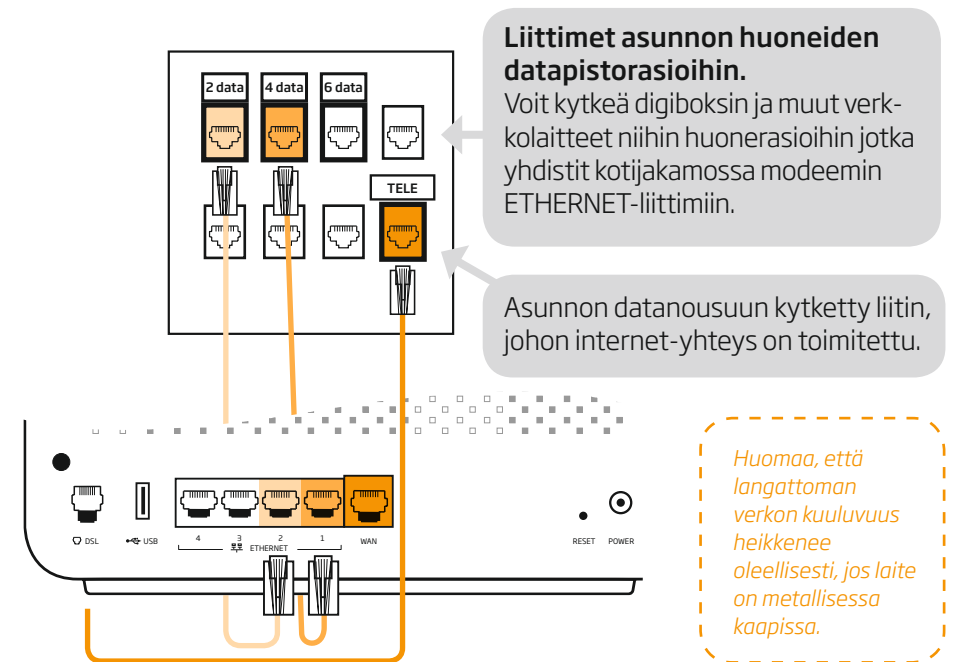 Liittimet asunnon huoneiden
datapistorasioihin.
Voit kytkeä digiboksin ja muut verk-
kolaitteet niihin huonerasioihin jotka
yhdistit kotijakamossa modeemin
ETHERNET-liittimiin.
2 data
4 data
6 data
TELE
Asunnon datanousuun kytketty liitin,
johon internet-yhteys on toimitettu.
Huomaa, että
langattoman
verkon kuuluvuus
heikkenee
oleellisesti, jos laite
on metallisessa
kaapissa.
DSL
USB
4
3
2
1
ETHERNET
WAN
RESET
POWER